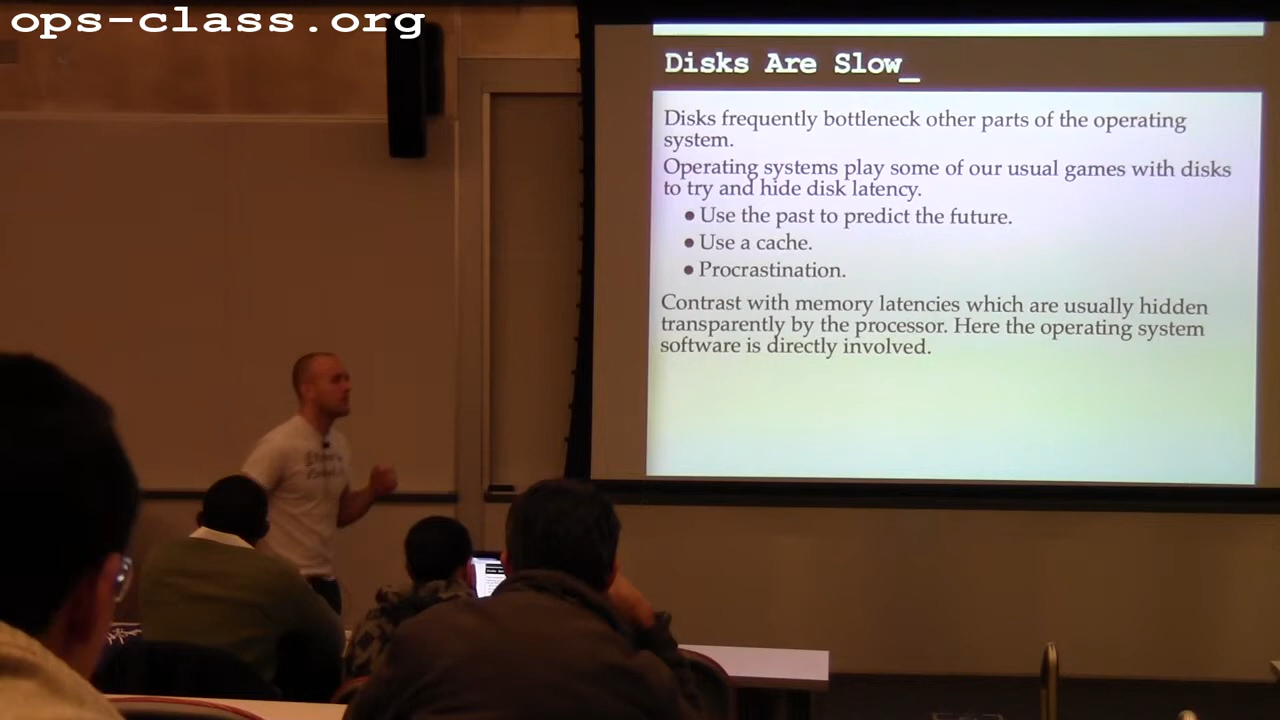 ops-class.org
Disks Are Slow_
Disks frequently bottleneck other parts of the operating
system.
Operating systems play some of our usual games with disks
to try and hide disk latency.
● Use the past to predict the future.
● Use a cache.
● Procrastination.
Contrast with memory latencies which are usually hidden
transparently by the processor. Here the operating system
software is directly involved.